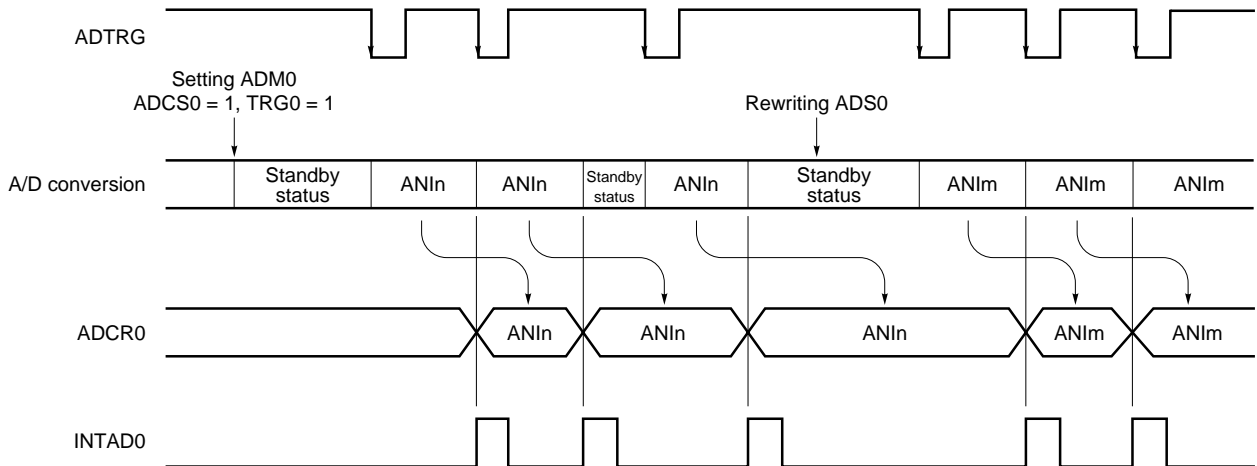 ADTRG
Setting ADM0
ADCS0 = 1, TRG0 = 1
Rewriting ADS0
A/D conversion
Standby status
ANIn
ANIn
Standby status
ANIn
Standby status
ANIm
ANIm
ANIm
ADCR0
ANIn
ANIn
ANIn
ANIm
ANIm
INTAD0